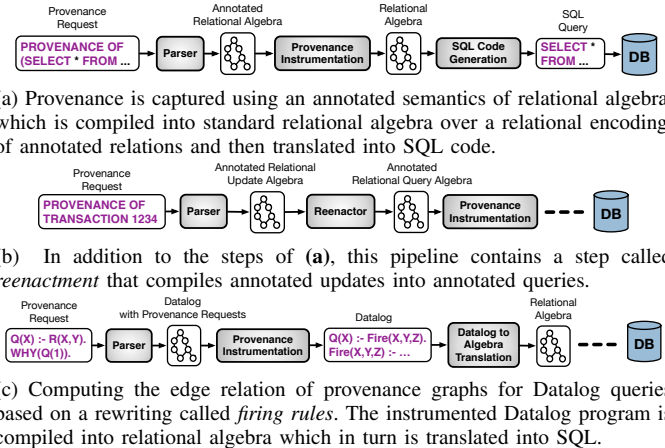 Provenance Request
Annotated Relational Algebra
Relational Algebra
SQL Query
PROVENANCE OF (SELECT * FROM ...
Parser
Provenance Instrumentation
SQL Code Generation
SELECT * FROM ...
DB
(a) Provenance is captured using an annotated semantics of relational algebra
which is compiled into standard relational algebra over a relational encoding
of annotated relations and then translated into SQL code.
Provenance Request
Annotated Relational Update Algebra
Annotated Relational Query Algebra
PROVENANCE OF TRANSACTION 1234
Parser
Reenactor
Provenance Instrumentation
DB
(b) In addition to the steps of (a), this pipeline contains a step called
reenactment that compiles annotated updates into annotated queries.
Provenance Request
Datalog with Provenance Requests
Datalog
Relational Algebra
Q(X) :- R(X,Y). WHY(Q(1)).
Parser
Provenance Instrumentation
Q(X) :- Fire(X,Y,Z). Fire(X,Y,Z) :- ...
Datalog to Algebra Translation
DB
(c) Computing the edge relation of provenance graphs for Datalog queries
based on a rewriting called firing rules. The instrumented Datalog program is
compiled into relational algebra which in turn is translated into SQL.